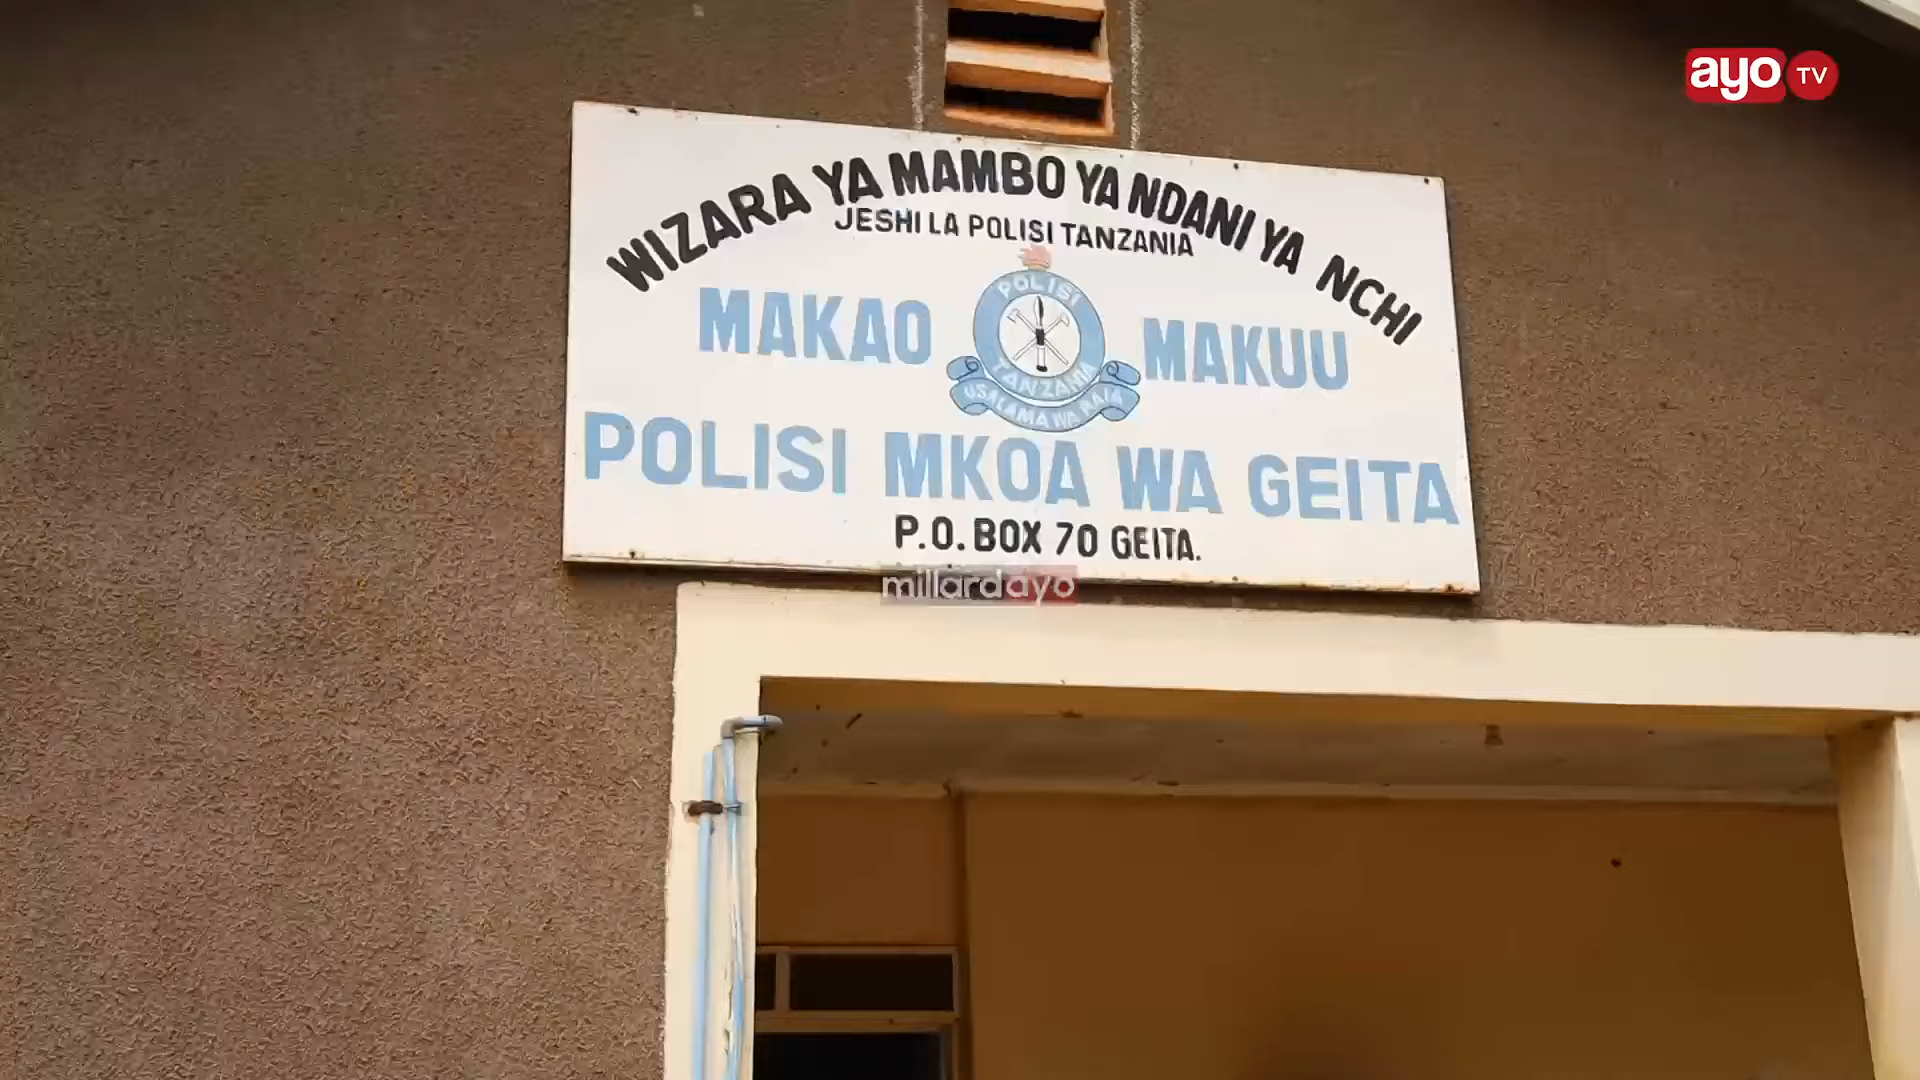 ayo TV
WIZARA YA MAMBO YA NDANI YA NCHI
JESHI LA POLISI TANZANIA
MAKAO MAKUU
POLISI
TANZANIA
USALAMA WA RAIA
POLISI MKOA WA GEITA
P.O. BOX 70 GEITA.
millardayo